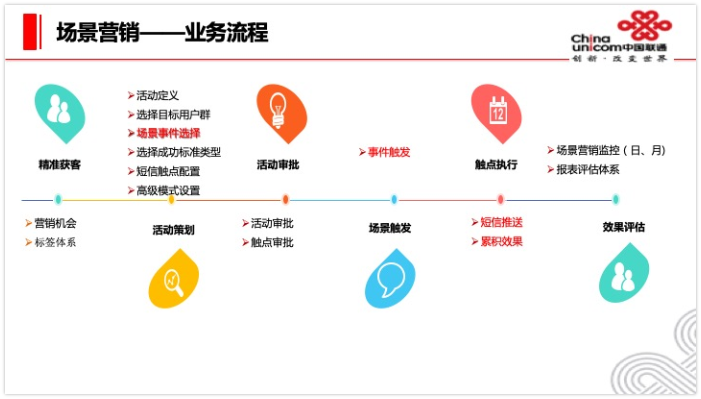 场景营销——业务流程
China
unicom中国联通
创新·改变世界
精准获客
营销机会
标签体系
活动定义
选择目标用户群
场景事件选择
选择成功标准类型
短信触点配置
高级模式设置
活动策划
活动审批
活动审批
触点审批
事件触发
场景触发
12
触点执行
短信推送
累积效果
场景营销监控（日、月)
报表评估体系
效果评估